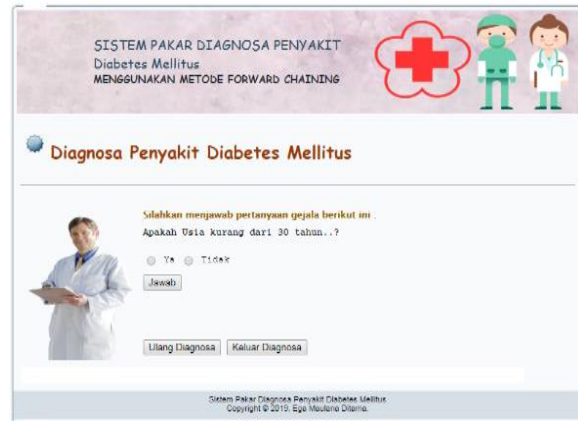 SISTEM PAKAR DIAGNOSA PENYAKIT
Diabetes Mellitus
MENGGUNAKAN METODE FORWARD CHAINING
Diagnosa Penyakit Diabetes Mellitus
Silahkan menjawab pertanyaan gejala berikut ini .
Apakah Usia kurang dari 30 tahun..?
Ya Tidak
Jawab
Ulang Diagnosa Keluar Diagnosa
Sistem Pakar Diagnosa Penyakit Diabetes Mellitus
Copyright © 2019. Ega Maulana Ditama.